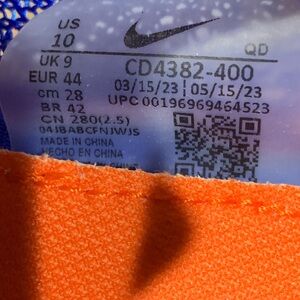 US
10
QD
UK 9
CD4382-400
EUR 44
03/15/23 | 05/15/23
cm 28
UPC 00196969464523
BR 42
CN 280(2.5)
MADE IN CHINA
HECHO EN CHINA